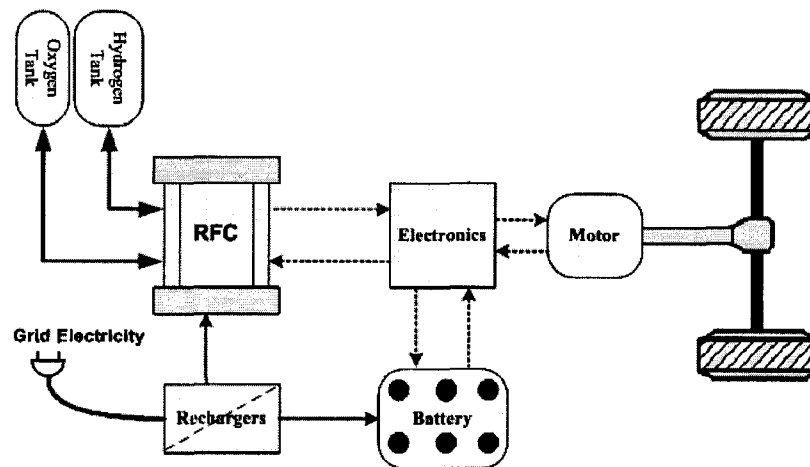 Oxygen
Tank
Hydrogen
Tank
RFC
Electronics
Motor
Grid Electricity
Rechargers
Battery